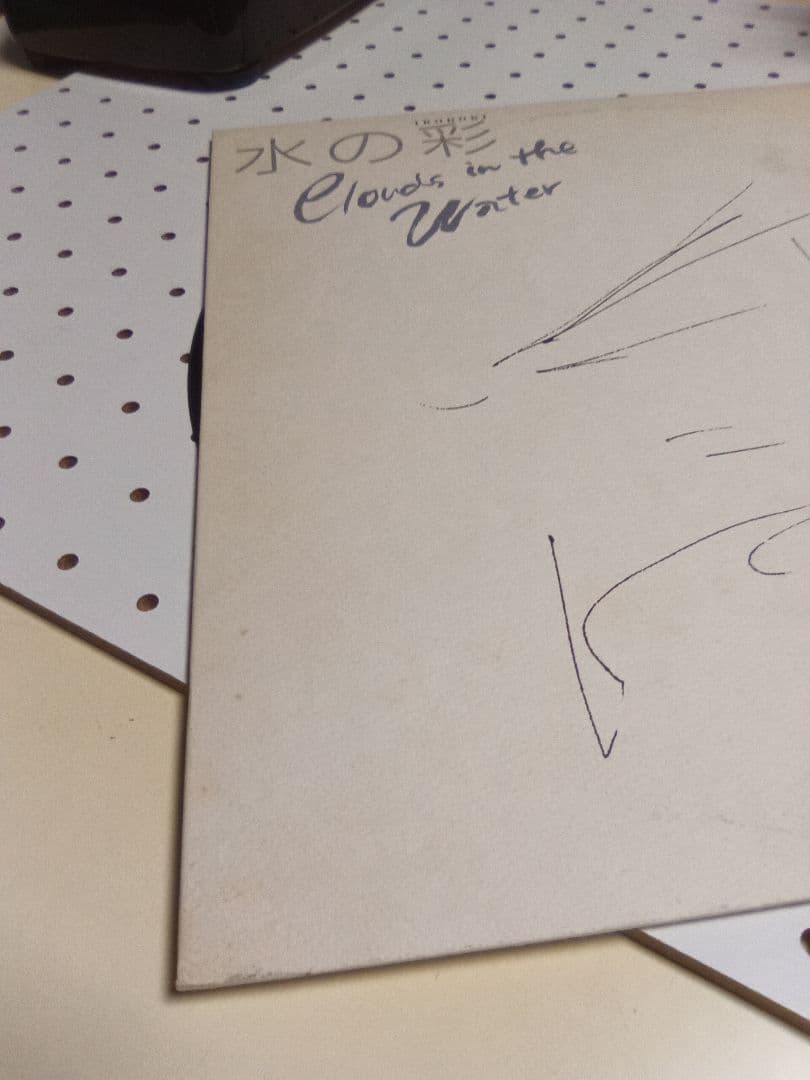 水の彩
Clouds in the
Water